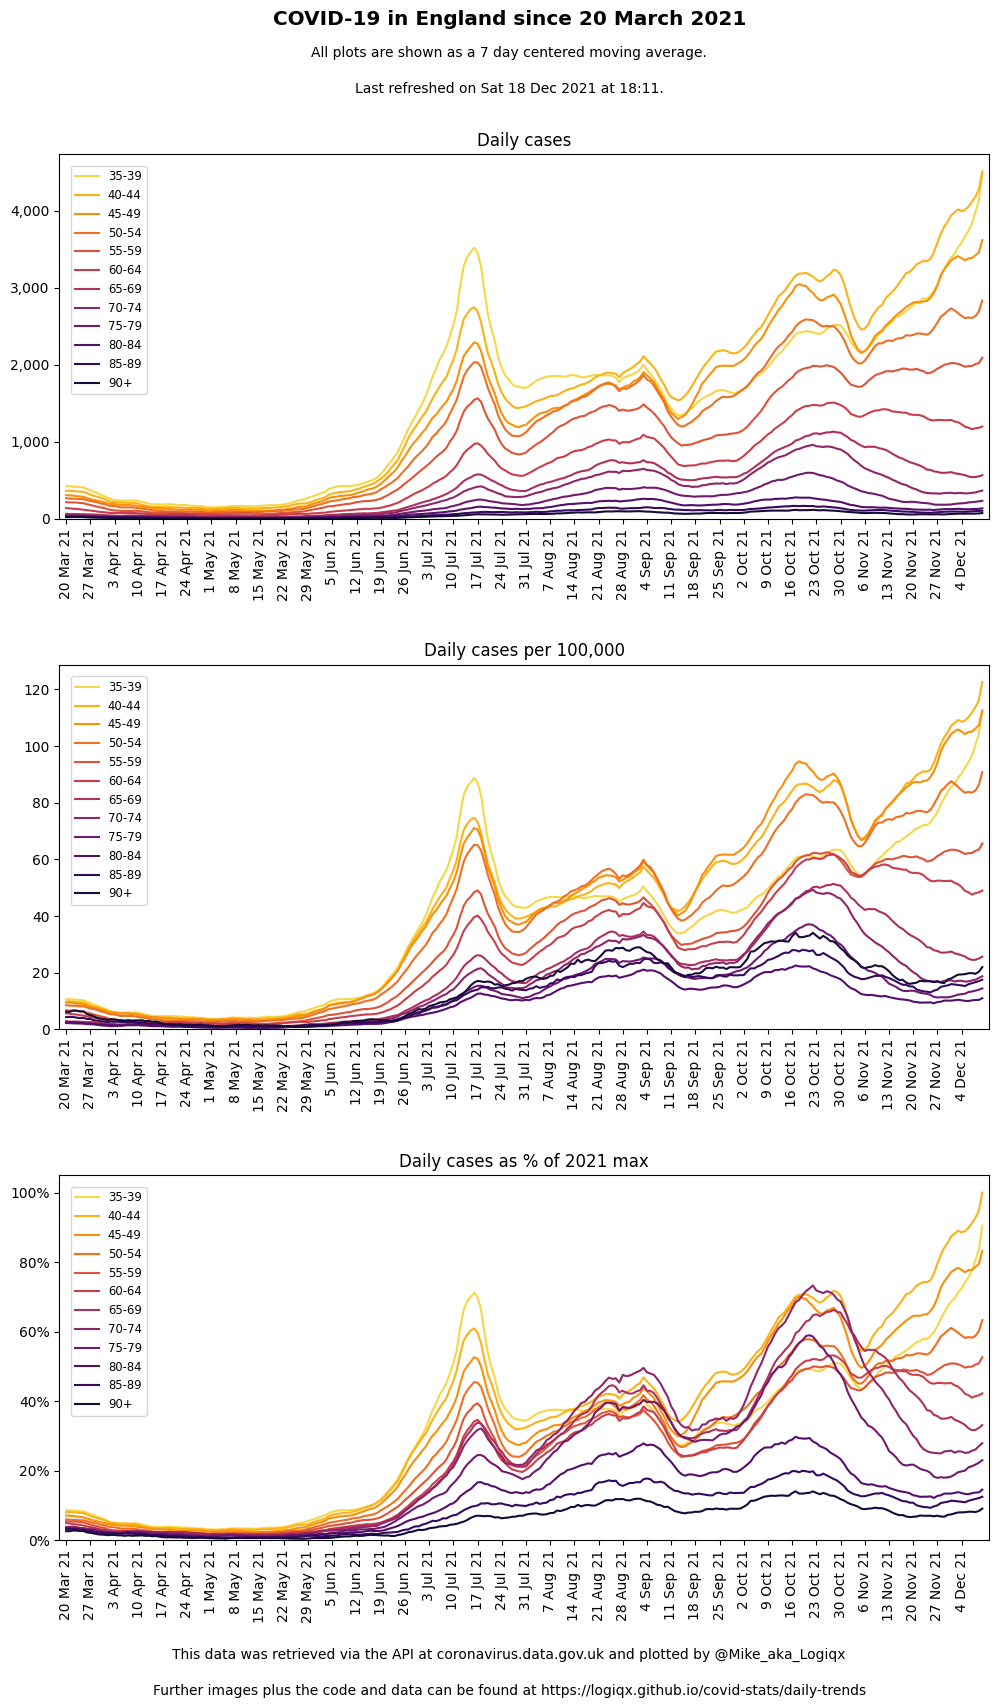 COVID-19 in England since 20 March 2021
All plots are shown as a 7 day centered moving average.
Last refreshed on Sat 18 Dec 2021 at 18:11.
Daily cases
35-39
40-44
45-49
50-54
55-59
60-64
65-69
70-74
75-79
80-84
85-89
90+
4,000
3,000
2,000
1,000
0
20 Mar 21
27 Mar 21
3 Apr 21
10 Apr 21
17 Apr 21
24 Apr 21
1 May 21
8 May 21
15 May 21
22 May 21
29 May 21
5 Jun 21
12 Jun 21
19 Jun 21
26 Jun 21
3 Jul 21
10 Jul 21
17 Jul 21
24 Jul 21
31 Jul 21
7 Aug 21
14 Aug 21
21 Aug 21
28 Aug 21
4 Sep 21
11 Sep 21
18 Sep 21
25 Sep 21
2 Oct 21
9 Oct 21
16 Oct 21
23 Oct 21
30 Oct 21
6 Nov 21
13 Nov 21
20 Nov 21
27 Nov 21
4 Dec 21
Daily cases per 100,000
35-39
40-44
45-49
50-54
55-59
60-64
65-69
70-74
75-79
80-84
85-89
90+
120
100
80
60
40
20
0
20 Mar 21
27 Mar 21
3 Apr 21
10 Apr 21
17 Apr 21
24 Apr 21
1 May 21
8 May 21
15 May 21
22 May 21
29 May 21
5 Jun 21
12 Jun 21
19 Jun 21
26 Jun 21
3 Jul 21
10 Jul 21
17 Jul 21
24 Jul 21
31 Jul 21
7 Aug 21
14 Aug 21
21 Aug 21
28 Aug 21
4 Sep 21
11 Sep 21
18 Sep 21
25 Sep 21
2 Oct 21
9 Oct 21
16 Oct 21
23 Oct 21
30 Oct 21
6 Nov 21
13 Nov 21
20 Nov 21
27 Nov 21
4 Dec 21
Daily cases as % of 2021 max
35-39
40-44
45-49
50-54
55-59
60-64
65-69
70-74
75-79
80-84
85-89
90+
100%
80%
60%
40%
20%
0%
20 Mar 21
27 Mar 21
3 Apr 21
10 Apr 21
17 Apr 21
24 Apr 21
1 May 21
8 May 21
15 May 21
22 May 21
29 May 21
5 Jun 21
12 Jun 21
19 Jun 21
26 Jun 21
3 Jul 21
10 Jul 21
17 Jul 21
24 Jul 21
31 Jul 21
7 Aug 21
14 Aug 21
21 Aug 21
28 Aug 21
4 Sep 21
11 Sep 21
18 Sep 21
25 Sep 21
2 Oct 21
9 Oct 21
16 Oct 21
23 Oct 21
30 Oct 21
6 Nov 21
13 Nov 21
20 Nov 21
27 Nov 21
4 Dec 21
This data was retrieved via the API at coronavirus.data.gov.uk and plotted by @Mike_aka_Logiqx
Further images plus the code and data can be found at https://logiqx.github.io/covid-stats/daily-trends